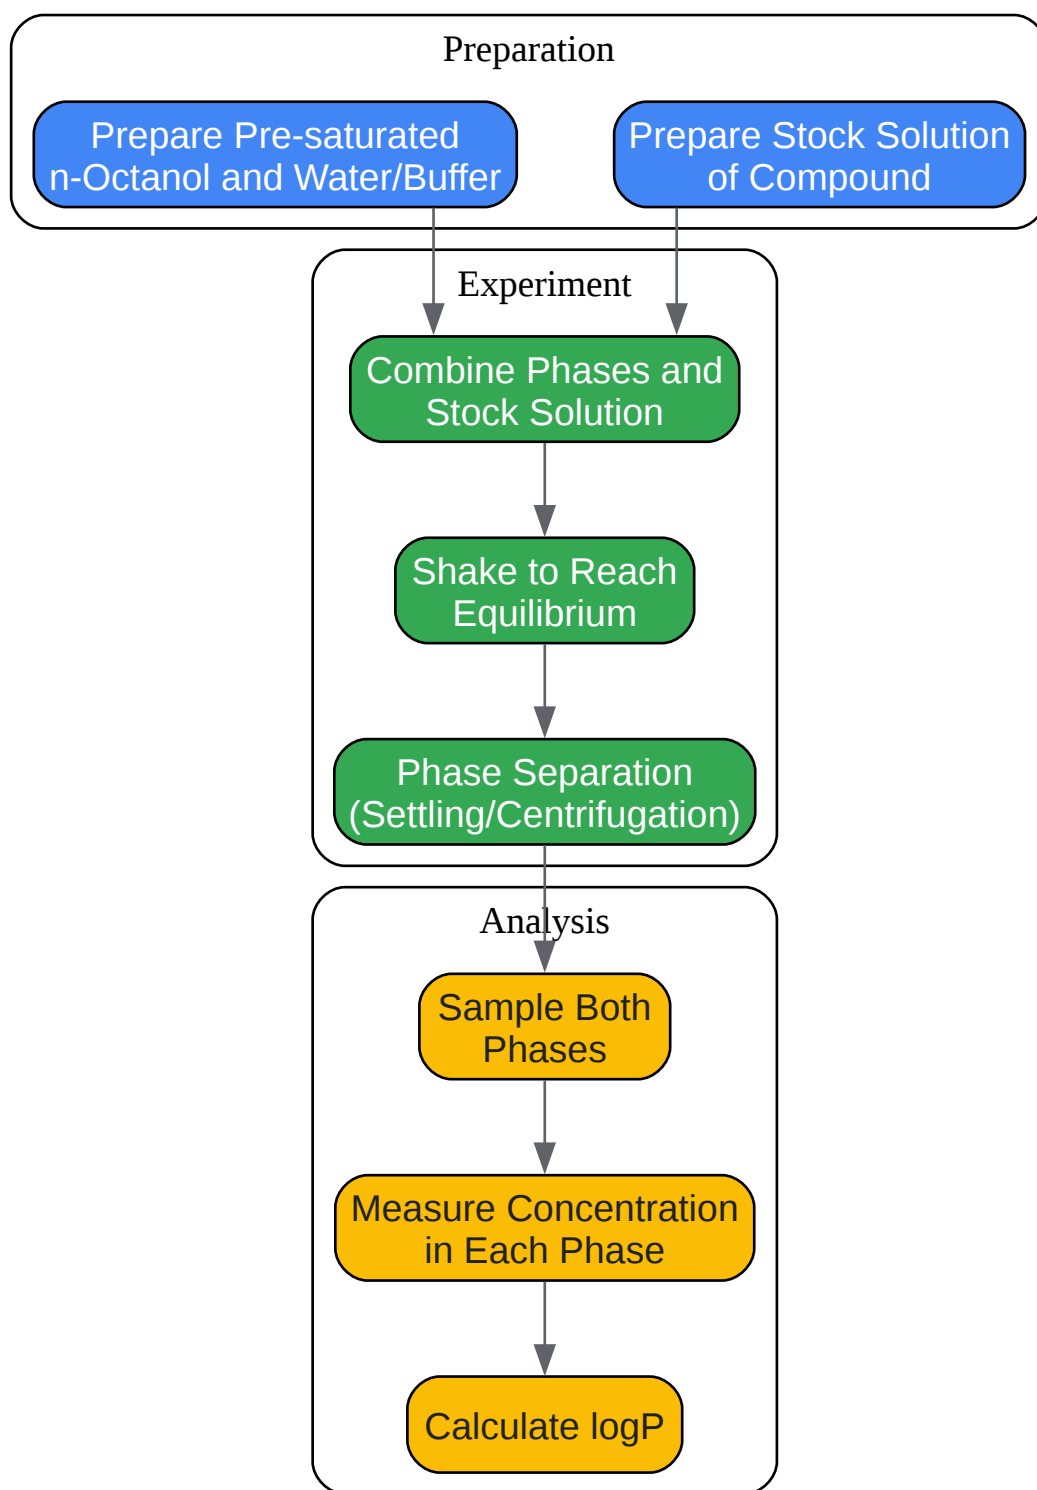 Preparation
Prepare Pre-saturated
n-Octanol and Water/Buffer
Prepare Stock Solution
of Compound
Experiment
Combine Phases and
Stock Solution
Shake to Reach
Equilibrium
Phase Separation
(Settling/Centrifugation)
Analysis
Sample Both
Phases
Measure Concentration
in Each Phase
Calculate logP